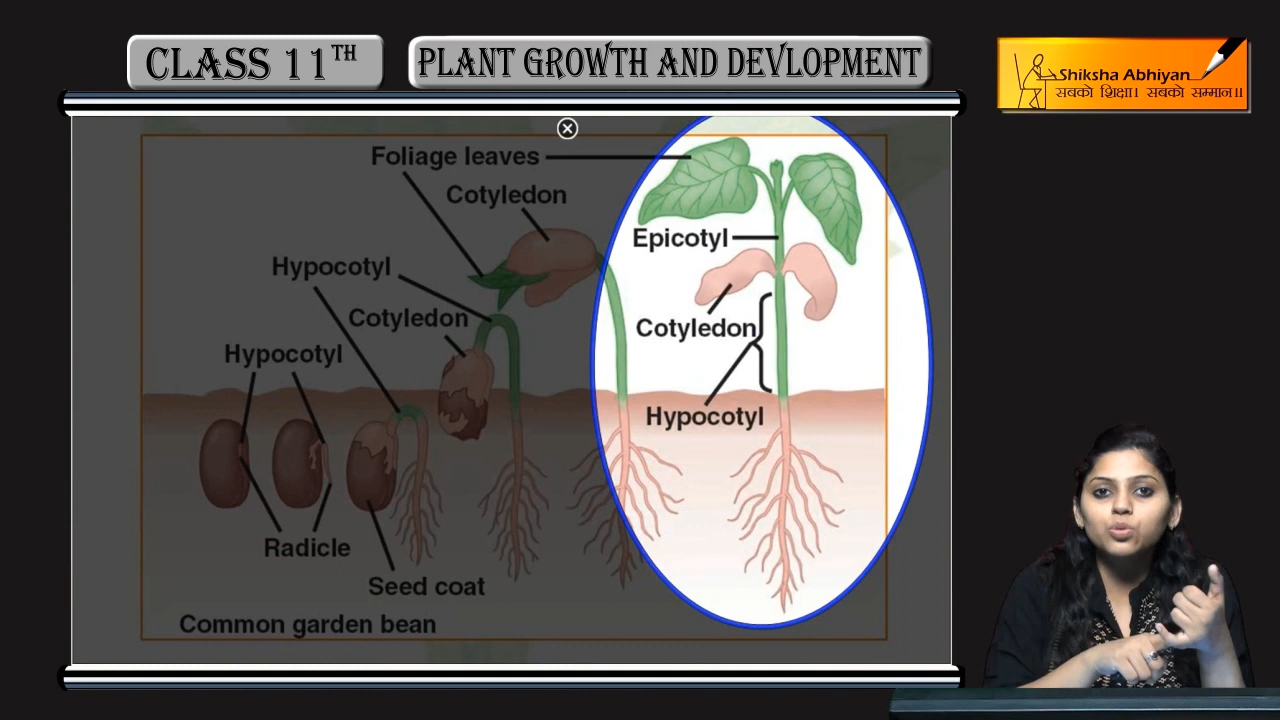 CLASS 11TH
PLANT GROWTH AND DEVLOPMENT
Shiksha Abhiyan
सबको शिक्षा। सबको सम्मान॥
Foliage leaves
Cotyledon
Epicotyl
Hypocotyl
Cotyledon
Cotyledon
Hypocotyl
Hypocotyl
Radicle
Seed coat
Common garden bean